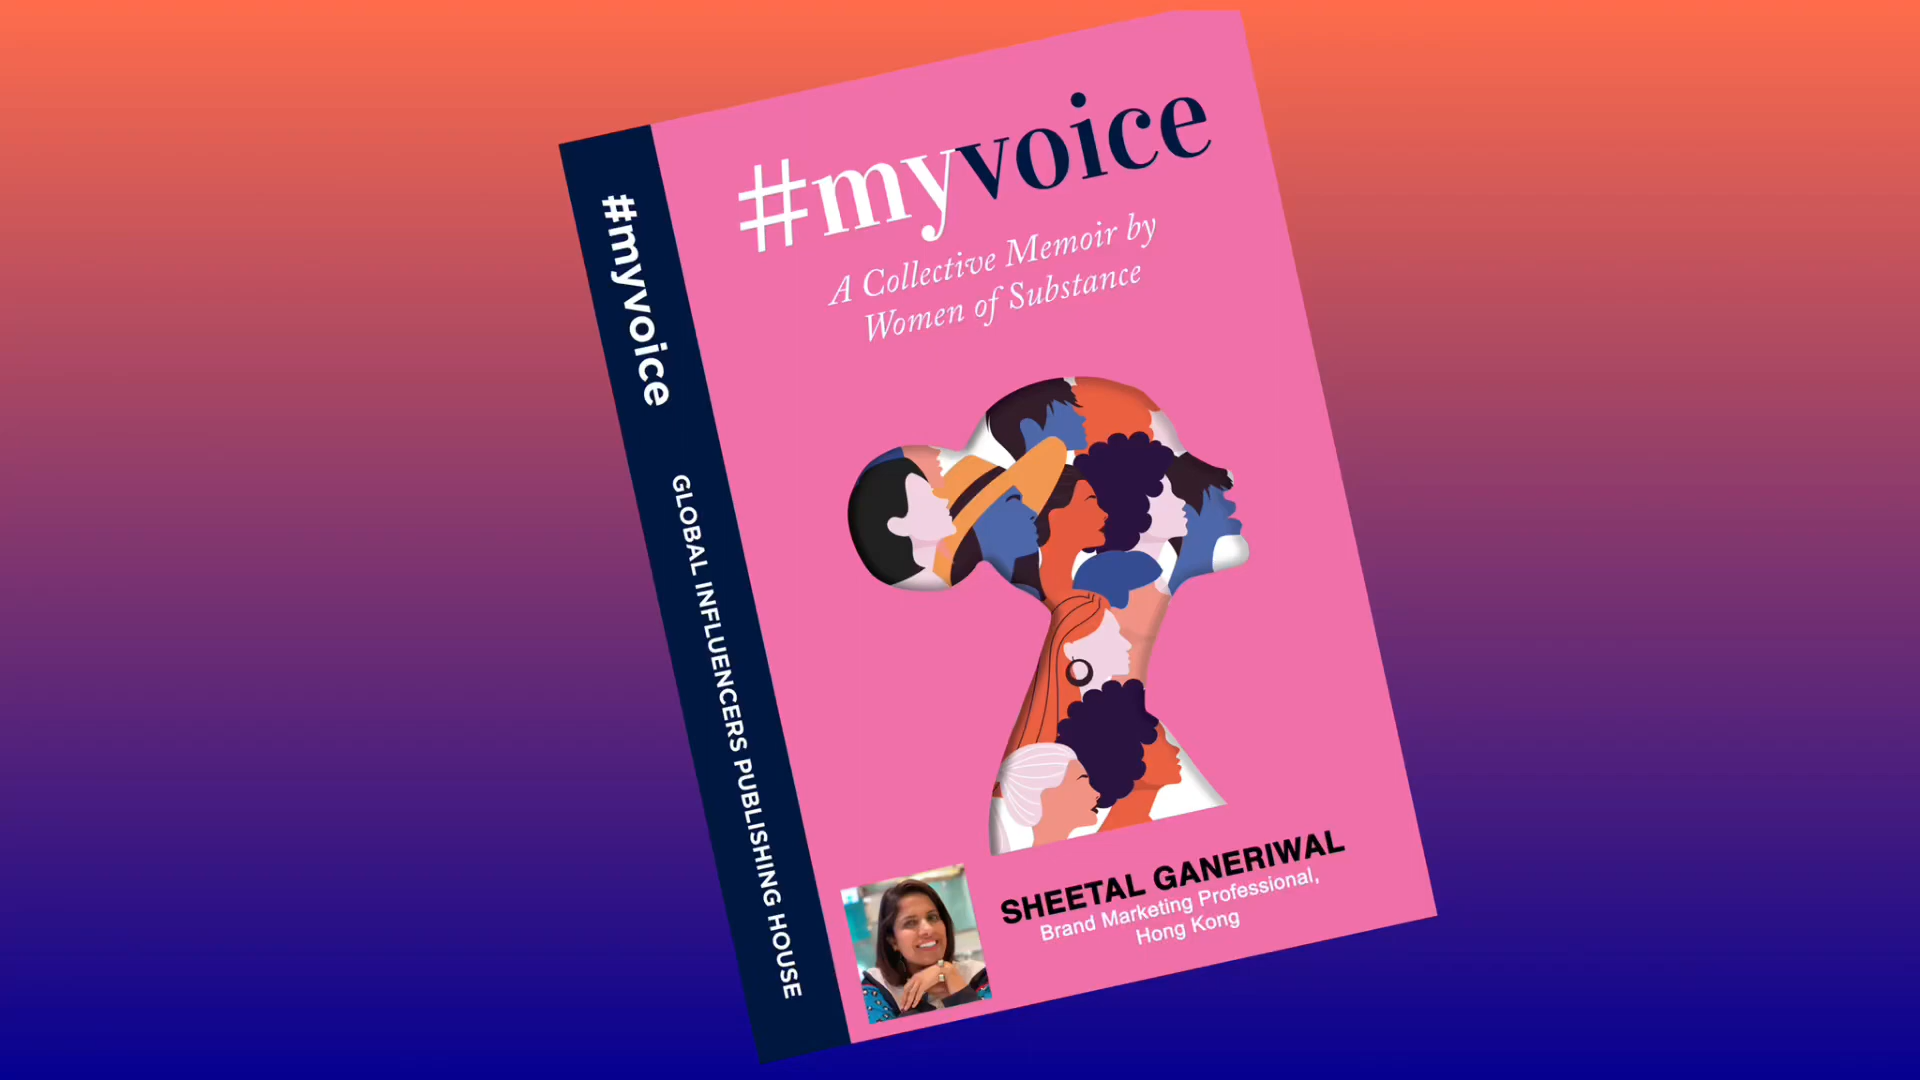 #myvoice
A Collective Memoir by
Women of Substance
#myvoice
GLOBAL INFLUENCERS PUBLISHING HOUSE
SHEETAL GANERIWAL
Brand Marketing Professional,
Hong Kong